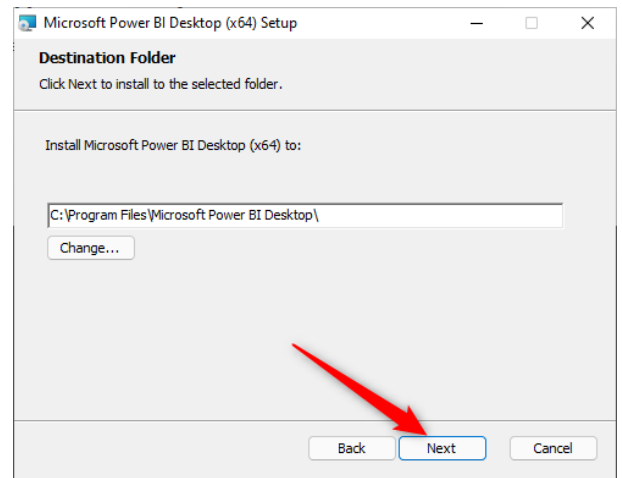 Microsoft Power BI Desktop (x64) Setup
Destination Folder
Click Next to install to the selected folder.
Install Microsoft Power BI Desktop (x64) to:
C:\Program Files\Microsoft Power BI Desktop\
Change...
Back Next Cancel